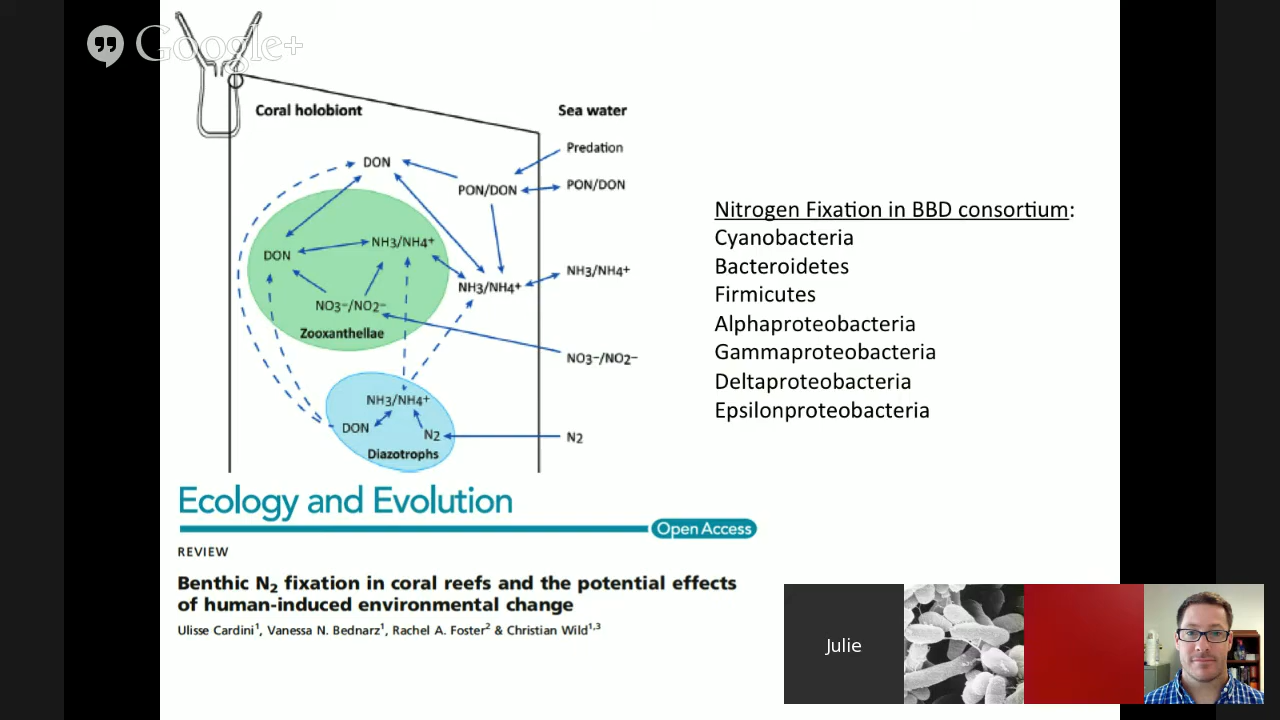 Google+
Coral holobiont
Sea water
DON
Predation
PON/DON
PON/DON
DON
NH3/NH4+
NH3/NH4+
NH3/NH4+
NO3−/NO2−
Zooxanthellae
NO3−/NO2−
NH3/NH4+
DON
N2
N2
Diazotrophs
Nitrogen Fixation in BBD consortium:
Cyanobacteria
Bacteroidetes
Firmicutes
Alphaproteobacteria
Gammaproteobacteria
Deltaproteobacteria
Epsilonproteobacteria
Ecology and Evolution
Open Access
REVIEW
Benthic N2 fixation in coral reefs and the potential effects
of human-induced environmental change
Ulisse Cardini1, Vanessa N. Bednarz1, Rachel A. Foster2 & Christian Wild1,3
Julie